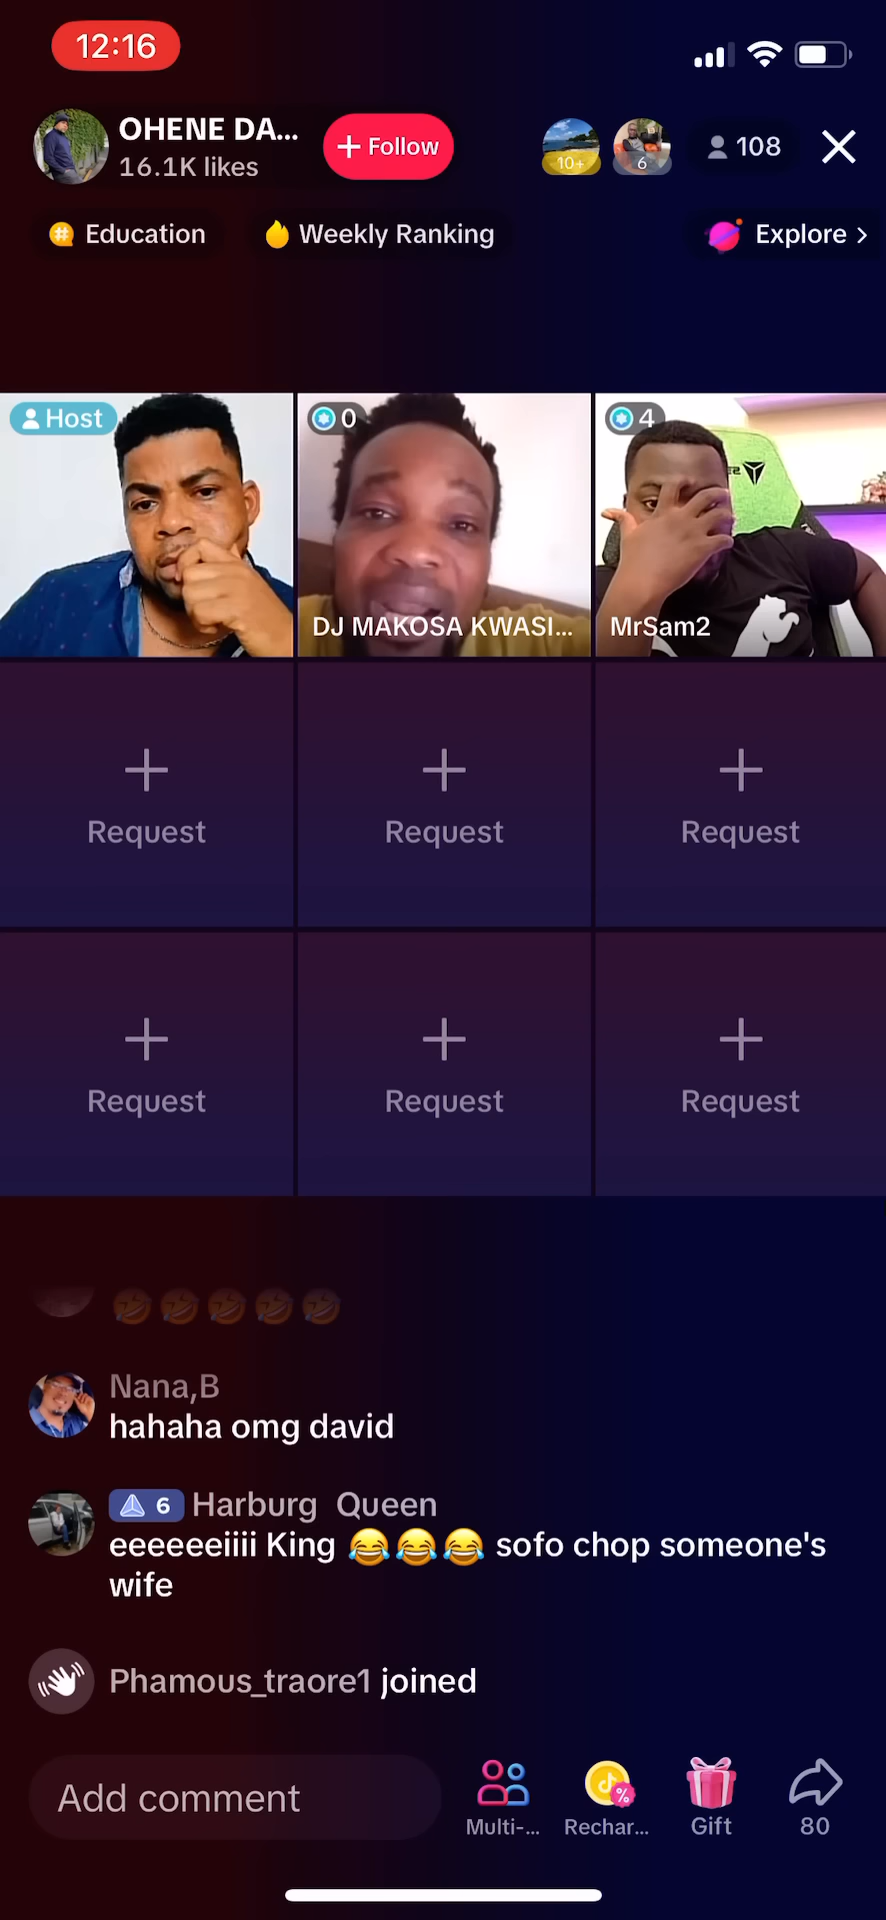 12:16
OHENE DA...
16.1K likes
+ Follow
10+
6
108
Education
Weekly Ranking
Explore >
Host
0
4
DJ MAKOSA KWASI...
MrSam2
Request
Request
Request
Request
Request
Request
Nana,B
hahaha omg david
6 Harburg Queen
eeeeeeiiii King 😂😂😂 sofo chop someone's
wife
Phamous_traore1 joined
Add comment
Multi-...
Rechar...
Gift
80